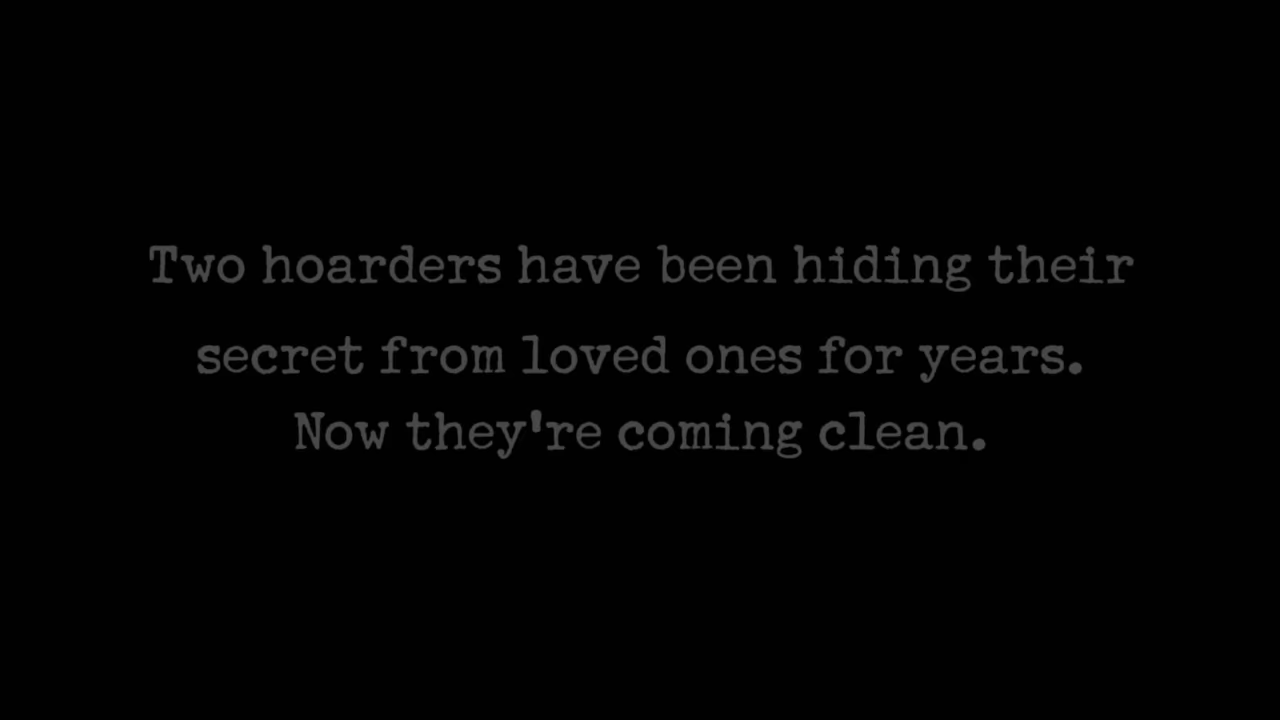 Two hoarders have been hiding their
secret from loved ones for years.
Now they're coming clean.